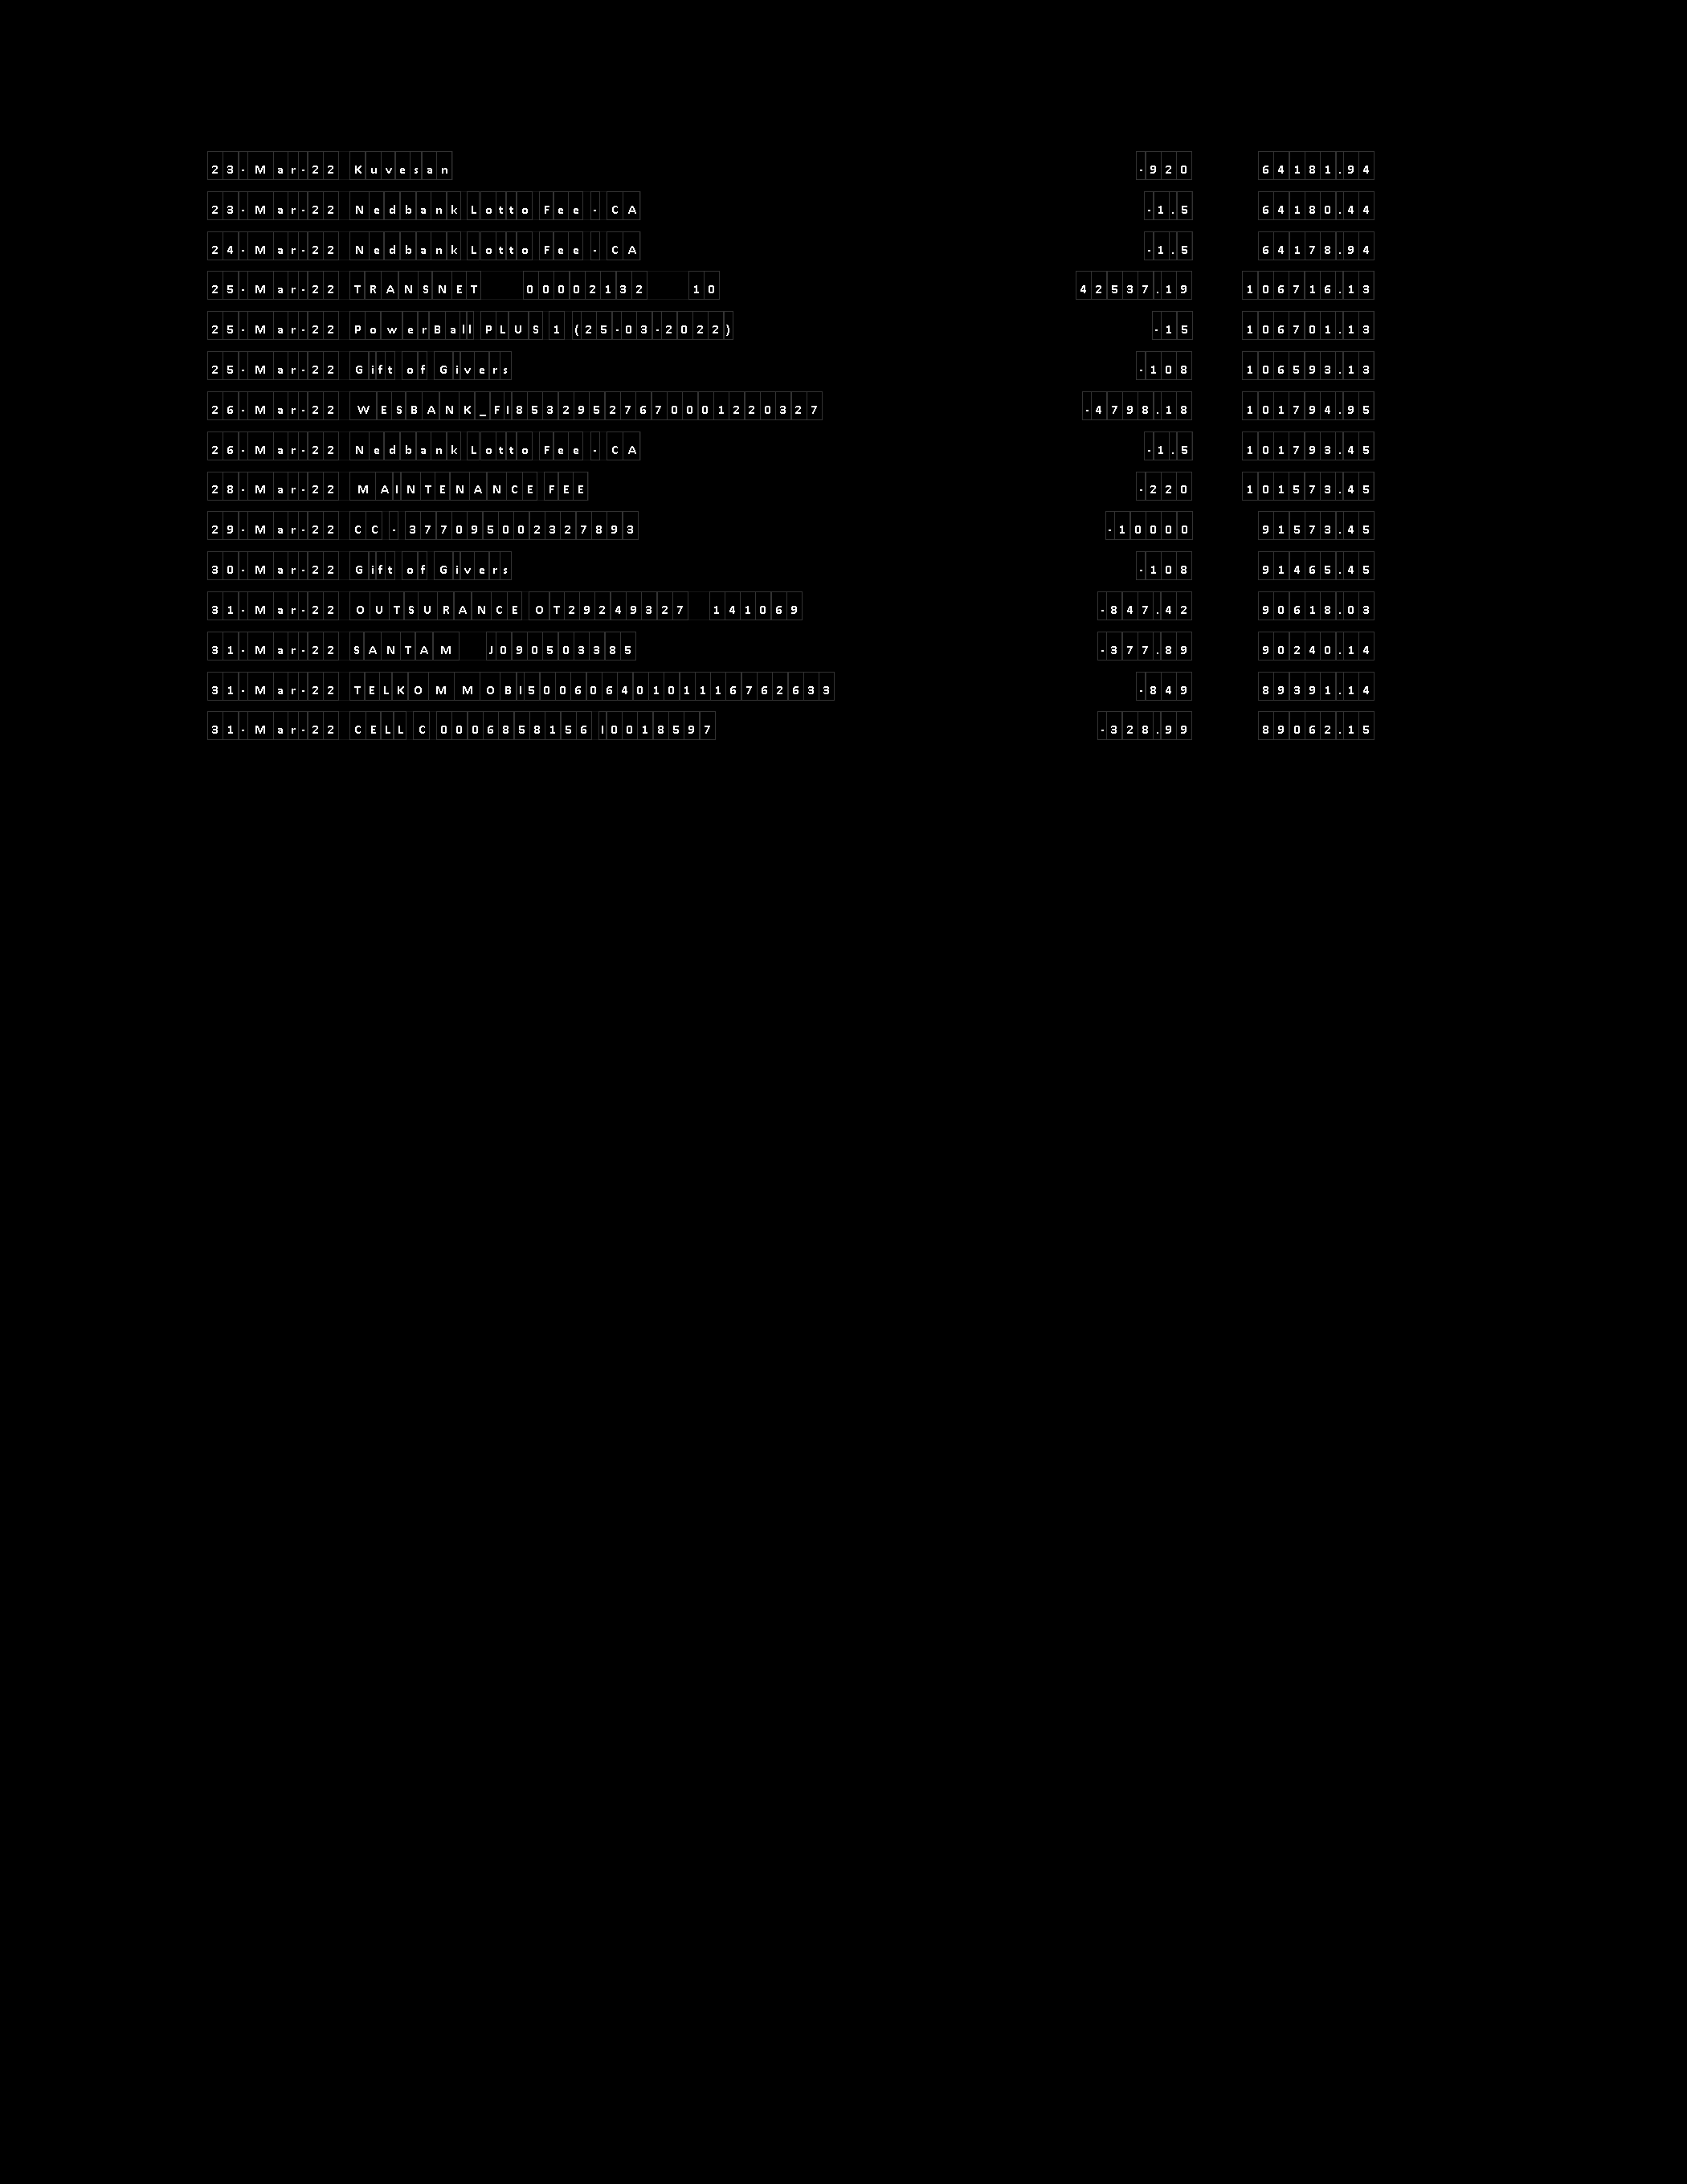 23-Mar-22 Kuvesan -920 64181.94
23-Mar-22 Nedbank Lotto Fee - CA -1.5 64180.44
24-Mar-22 Nedbank Lotto Fee - CA -1.5 64178.94
25-Mar-22 TRANSNET 00002132 10 42537.19 106716.13
25-Mar-22 PowerBall PLUS 1 (25-03-2022) -15 106701.13
25-Mar-22 Gift of Givers -108 106593.13
26-Mar-22 WESBANK_FI85329527670001220327 -4798.18 101794.95
26-Mar-22 Nedbank Lotto Fee - CA -1.5 101793.45
28-Mar-22 MAINTENANCE FEE -220 101573.45
29-Mar-22 CC - 377095002327893 -10000 91573.45
30-Mar-22 Gift of Givers -108 91465.45
31-Mar-22 OUTSURANCE OT29249327 141069 -847.42 90618.03
31-Mar-22 SANTAM J090503385 -377.89 90240.14
31-Mar-22 TELKOM MOBI50060640101116762633 -849 89391.14
31-Mar-22 CELL C 0006858156 I0018597 -328.99 89062.15